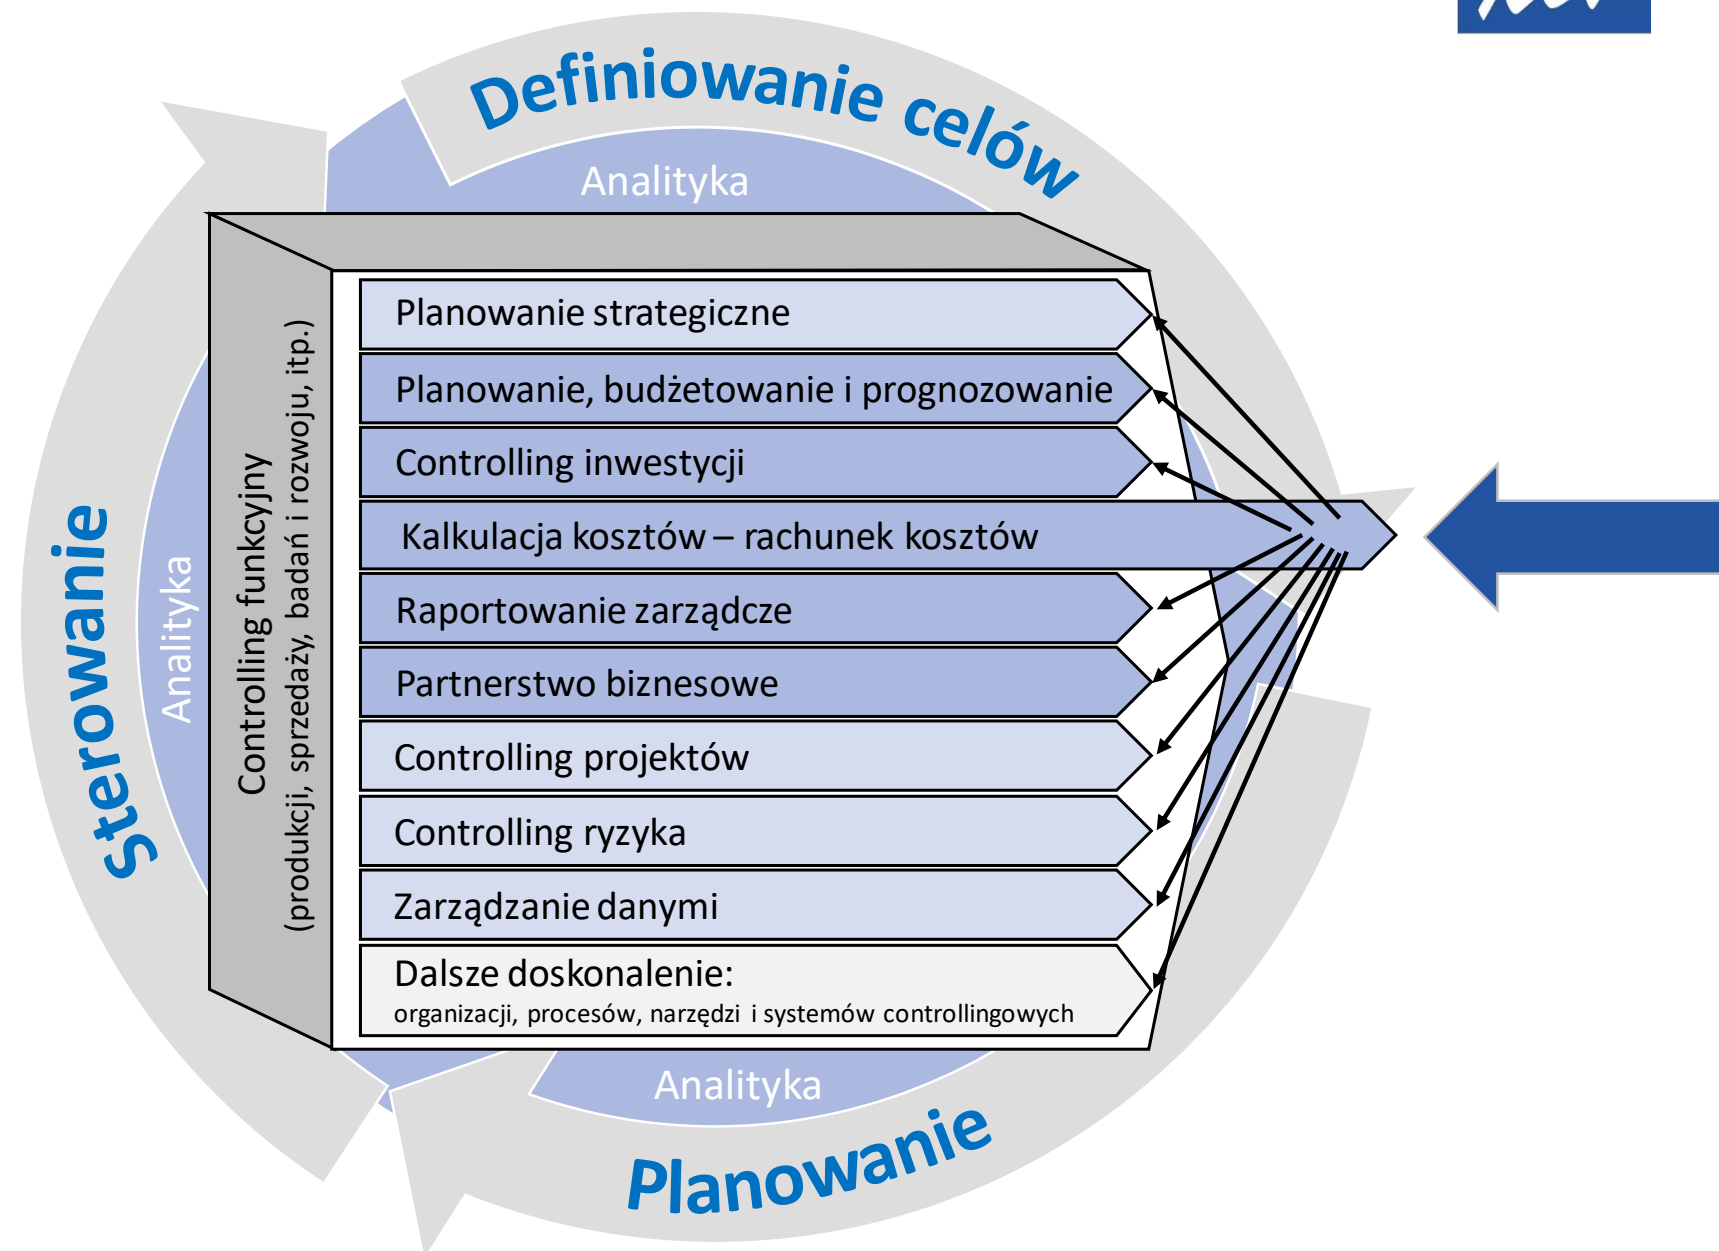 Definiowanie celów
Analityka
Planowanie strategiczne
Planowanie, budżetowanie i prognozowanie
Controlling inwestycji
Kalkulacja kosztów – rachunek kosztów
Raportowanie zarządcze
Partnerstwo biznesowe
Controlling projektów
Controlling ryzyka
Zarządzanie danymi
Dalsze doskonalenie:
organizacji, procesów, narzędzi i systemów controllingowych
Controlling funkcyjny
(produkcji, sprzedaży, badań i rozwoju, itp.)
Analityka
Sterowanie
Analityka
Planowanie